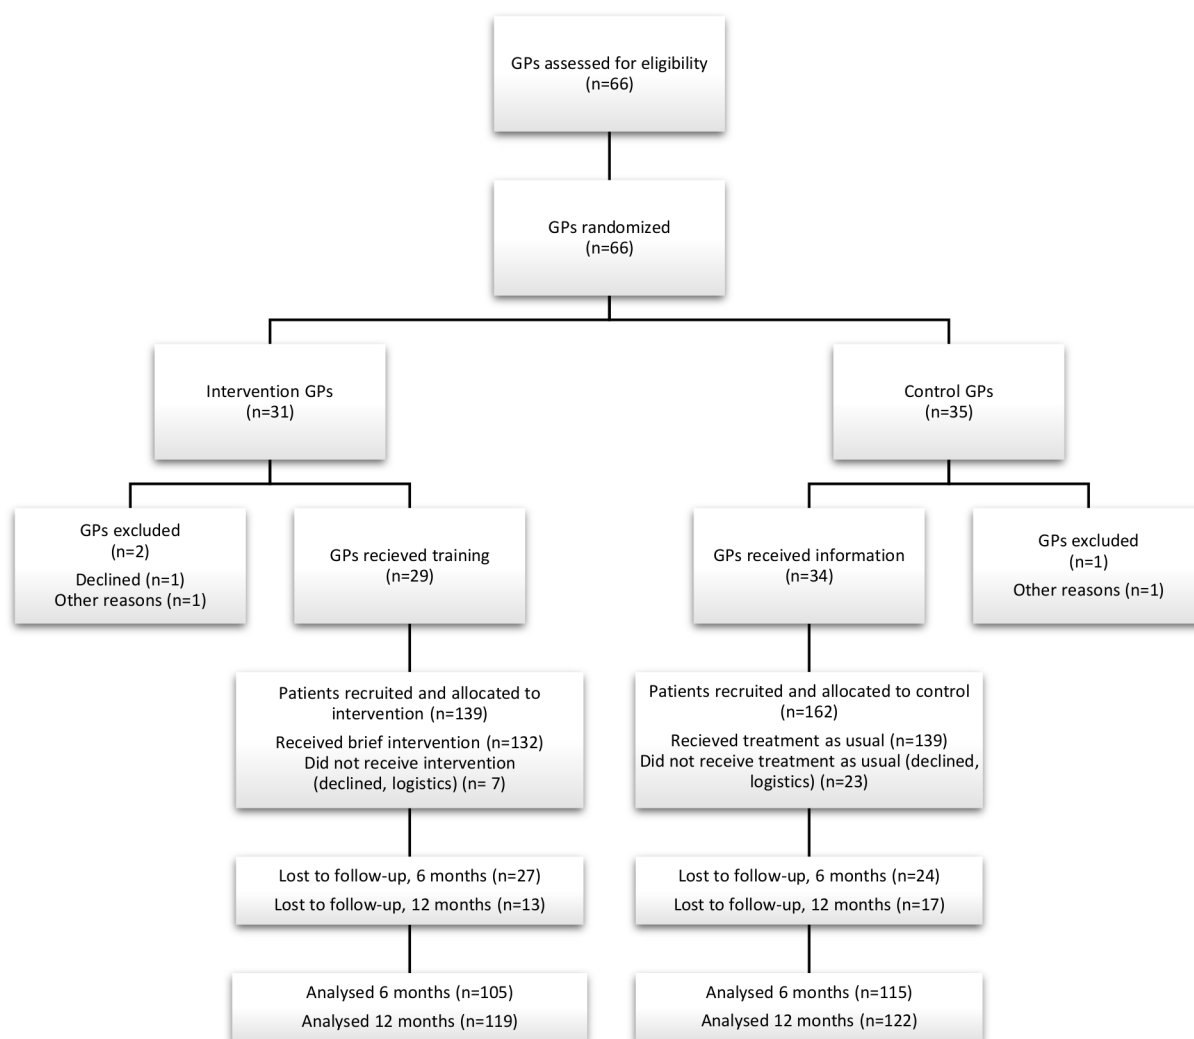 GPs assessed for eligibility
(n=66)
GPs randomized
(n=66)
Intervention GPs
(n=31)
Control GPs
(n=35)
GPs excluded
(n=2)
Declined (n=1)
Other reasons (n=1)
GPs recieved training
(n=29)
GPs received information
(n=34)
GPs excluded
(n=1)
Other reasons (n=1)
Patients recruited and allocated to
intervention (n=139)
Received brief intervention (n=132)
Did not receive intervention
(declined, logistics) (n= 7)
Patients recruited and allocated to control
(n=162)
Recieved treatment as usual (n=139)
Did not receive treatment as usual (declined,
logistics) (n=23)
Lost to follow-up, 6 months (n=27)
Lost to follow-up, 12 months (n=13)
Lost to follow-up, 6 months (n=24)
Lost to follow-up, 12 months (n=17)
Analysed 6 months (n=105)
Analysed 12 months (n=119)
Analysed 6 months (n=115)
Analysed 12 months (n=122)